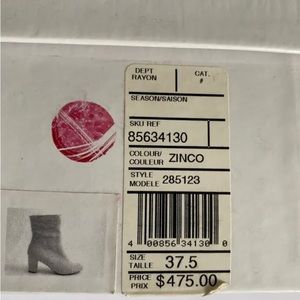 DEPT CAT.
RAYON #
SEASON/SAISON
SKU REF
85634130
COLOUR/
COULEUR ZINCO
STYLE
MODELE 285123
4 00856 34130 0
SIZE
TAILLE 37.5
PRICE
PRIX $475.00